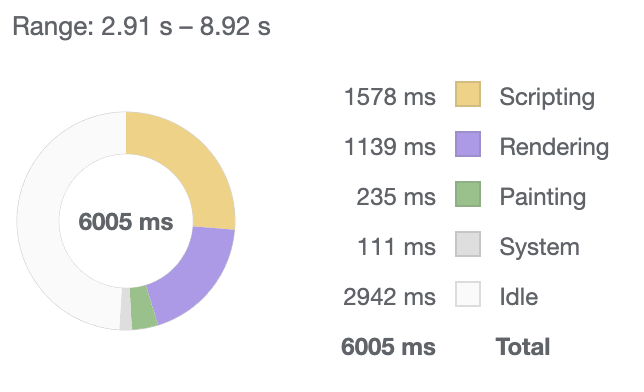 Range: 2.91 s – 8.92 s
6005 ms
1578 ms Scripting
1139 ms Rendering
235 ms Painting
111 ms System
2942 ms Idle
6005 ms Total